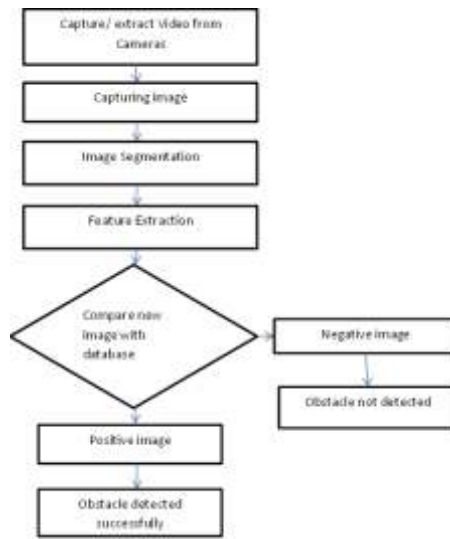 Capture/ extract Video from
Cameras
Capturing image
Image Segmentation
Feature Extraction
Compare new
image with
database
Negative image
Obstacle not detected
Positive image
Obstacle detected
successfully